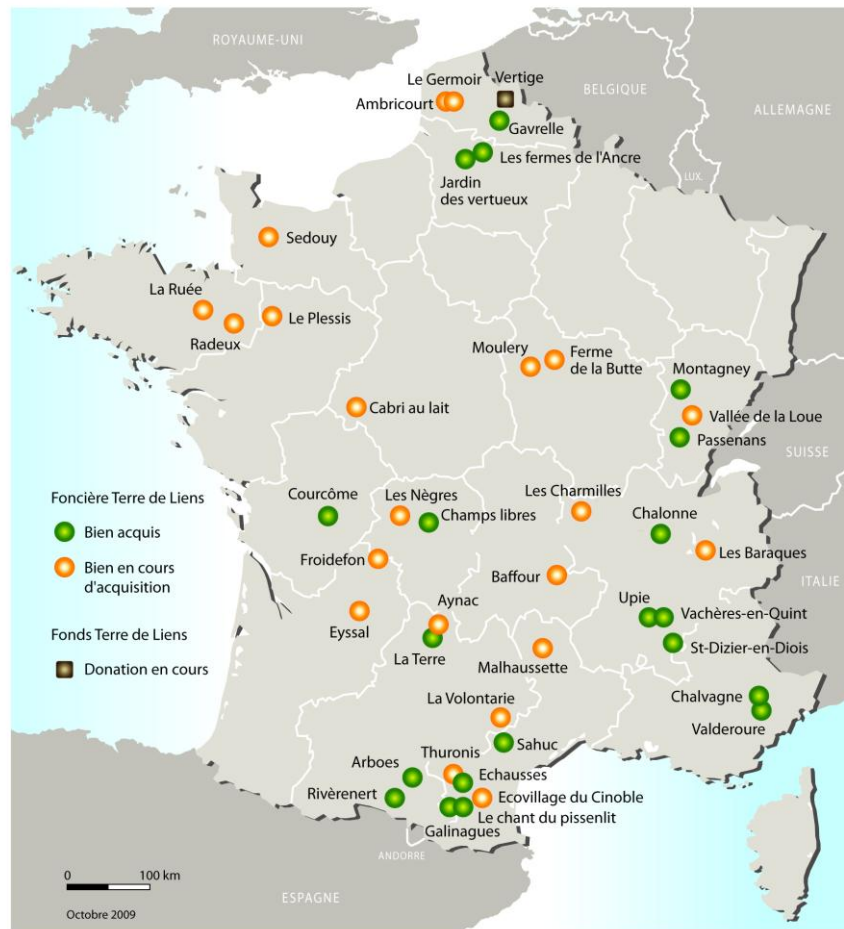 ROYAUME-UNI
BELGIQUE
ALLEMAGNE
LUX.
Le Germoir
Vertige
Ambricourt
Gavrelle
Les fermes de l'Ancre
Jardin
des vertueux
Sedouy
La Ruée
Le Plessis
Radeux
Moulery
Ferme
de la Butte
Montagney
Cabri au lait
Vallée de la Loue
Passenans
SUISSE
Foncière Terre de Liens
Bien acquis
Bien en cours
d'acquisition
Fonds Terre de Liens
Donation en cours
Courcôme
Les Nègres
Champs libres
Les Charmilles
Chalonne
Froidefon
Les Baraques
Baffour
ITALIE
Eyssal
Aynac
Upie
Vachères-en-Quint
La Terre
St-Dizier-en-Diois
Malhaussette
Chalvagne
La Volontarie
Valderoure
Sahuc
Thuronis
Arboes
Echausses
Rivèrenert
Ecovillage du Cinoble
Le chant du pissenlit
Galinagues
ANDORRE
0 100 km
ESPAGNE
Octobre 2009